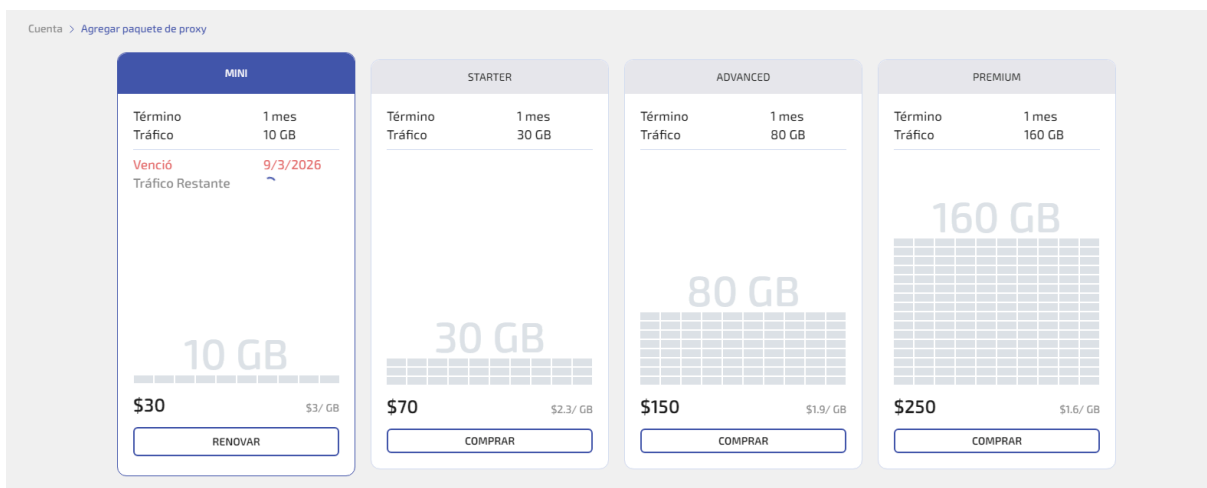 Cuenta > Agregar paquete de proxy
MINI
Término 1 mes
Tráfico 10 GB
Venció 9/3/2026
Tráfico Restante
10 GB
$30 $3/ GB
RENOVAR
STARTER
Término 1 mes
Tráfico 30 GB
30 GB
$70 $2.3/ GB
COMPRAR
ADVANCED
Término 1 mes
Tráfico 80 GB
80 GB
$150 $1.9/ GB
COMPRAR
PREMIUM
Término 1 mes
Tráfico 160 GB
160 GB
$250 $1.6/ GB
COMPRAR